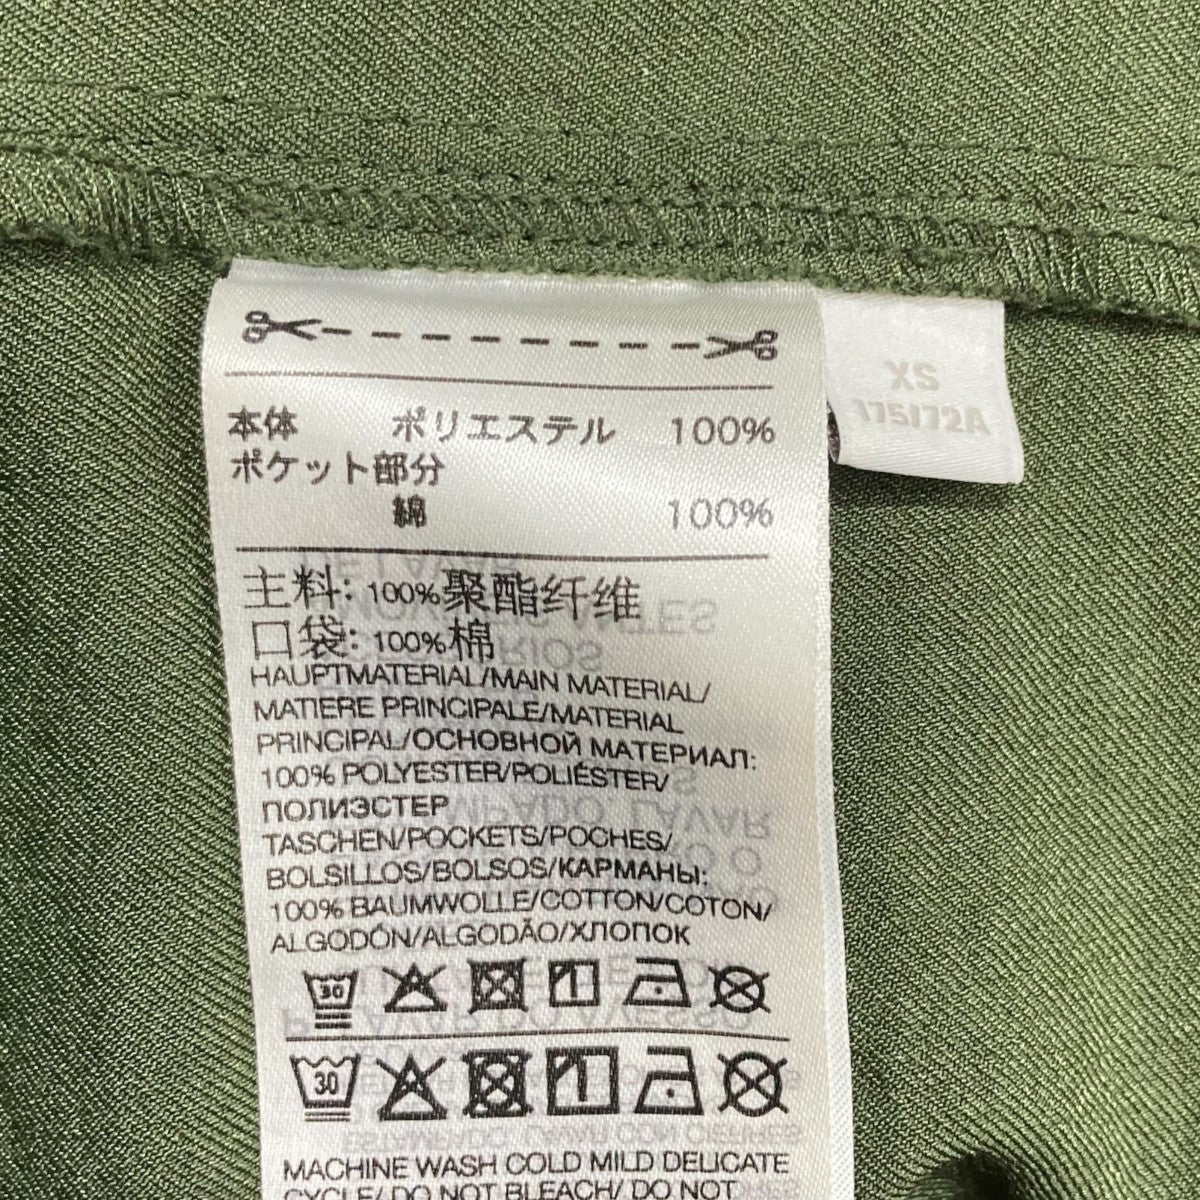 XS
175/72A
本体 ポリエステル 100%
ポケット部分
綿 100%
主料: 100%聚酯纤维
口袋: 100%棉
HAUPTMATERIAL/MAIN MATERIAL/
MATIERE PRINCIPALE/MATERIAL
PRINCIPAL/ОСНОВНОЙ МАТЕРИАЛ:
100% POLYESTER/POLIÉSTER/
ПОЛИЭСТЕР
TASCHEN/POCKETS/POCHES/
BOLSILLOS/BOLSOS/КАРМАНЫ:
100% BAUMWOLLE/COTTON/COTON/
ALGODÓN/ALGODÃO/ХЛОПОК
30
30
MACHINE WASH COLD MILD DELICATE
CYCLE/ DO NOT BLEACH/ DO NOT